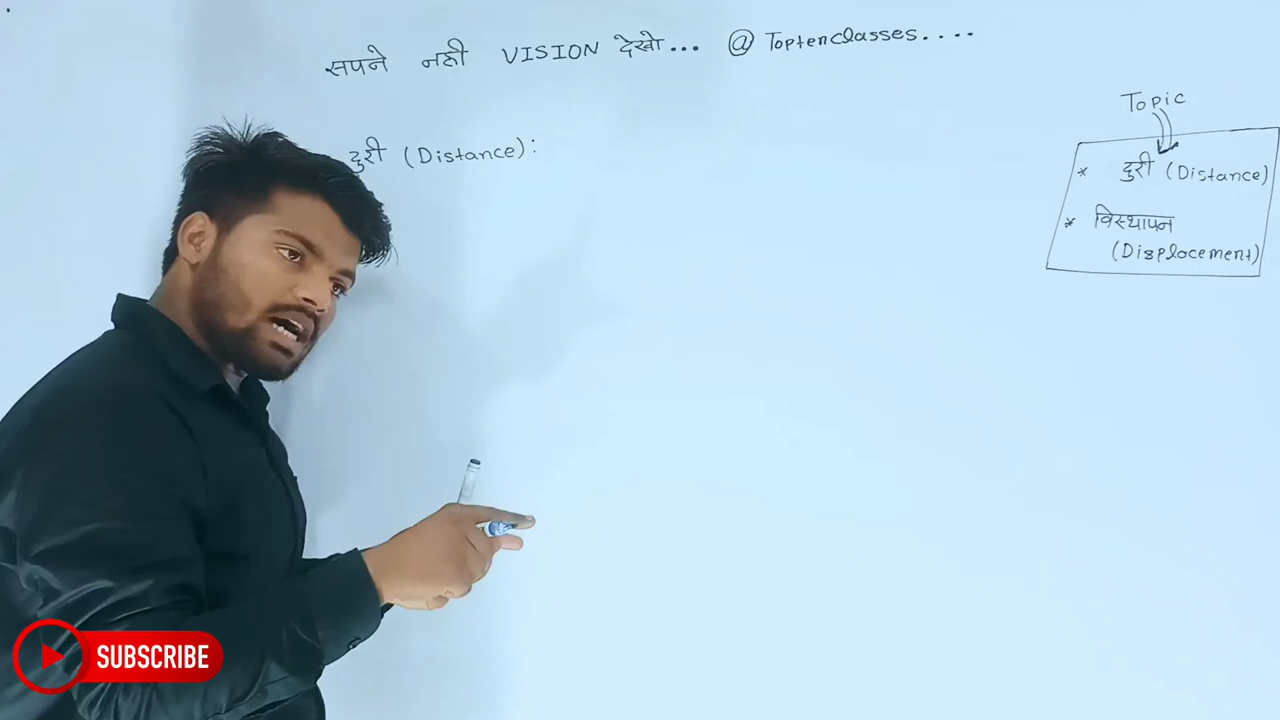 सपने नही VISION देखो... @ Toptenclasses....
Topic
दुरी (Distance):
* दुरी (Distance)
* विस्थापन
(Displacement)
SUBSCRIBE